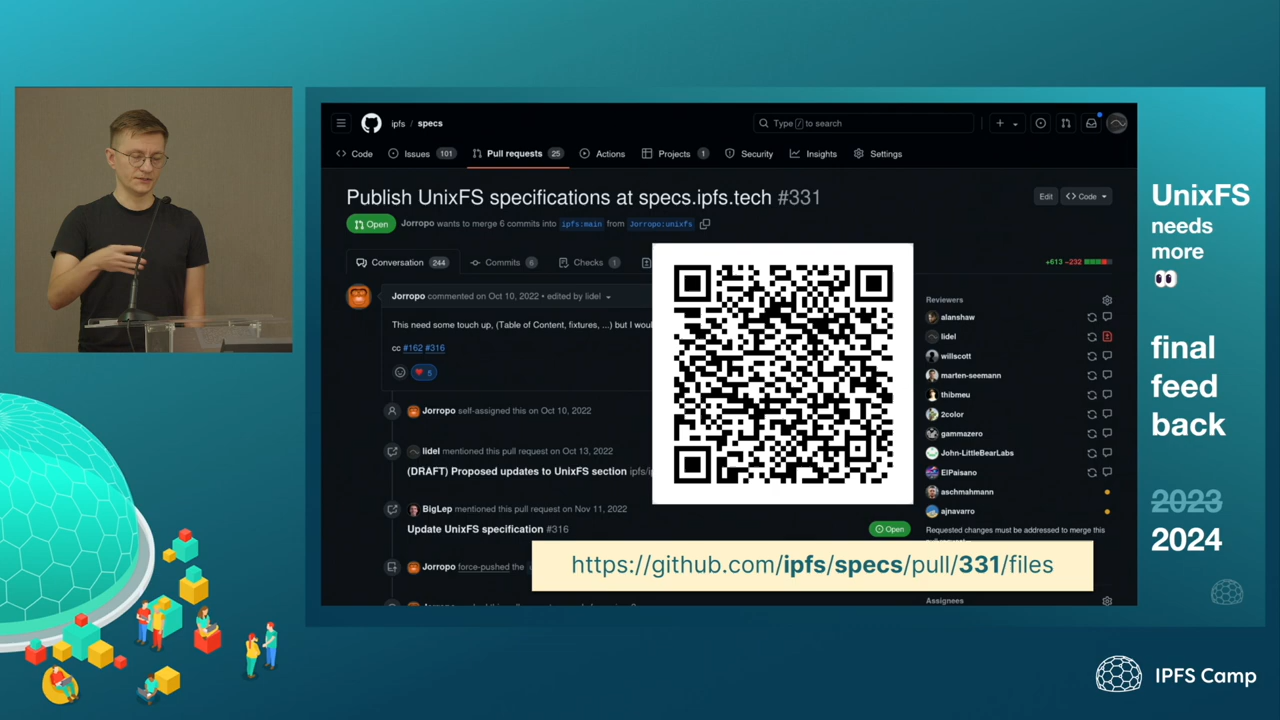 ipfs / specs
Type / to search
Code
Issues 101
Pull requests 25
Actions
Projects 1
Security
Insights
Settings
Publish UnixFS specifications at specs.ipfs.tech #331
Edit
Code
Open
Jorropo wants to merge 6 commits into ipfs:main from Jorropo:unixfs
Conversation 244
Commits 6
Checks 1
+613 −232
Jorropo commented on Oct 10, 2022 • edited by lidel
This need some touch up, (Table of Content, fixtures, ...) but I
cc #162 #316
5
Jorropo self-assigned this on Oct 10, 2022
lidel mentioned this pull request on Oct 13, 2022
(DRAFT) Proposed updates to UnixFS section
BigLep mentioned this pull request on Nov 11, 2022
Update UnixFS specification #316
Open
Jorropo force-pushed the
Reviewers
alanshaw
lidel
willscott
marten-seemann
thibmeu
2color
gammazero
John-LittleBearLabs
ElPaisano
aschmahmann
ajnavarro
Requested changes must be addressed to merge this
Assignees
https://github.com/ipfs/specs/pull/331/files
UnixFS
needs
more
👀
final
feed
back
2023
2024
IPFS Camp